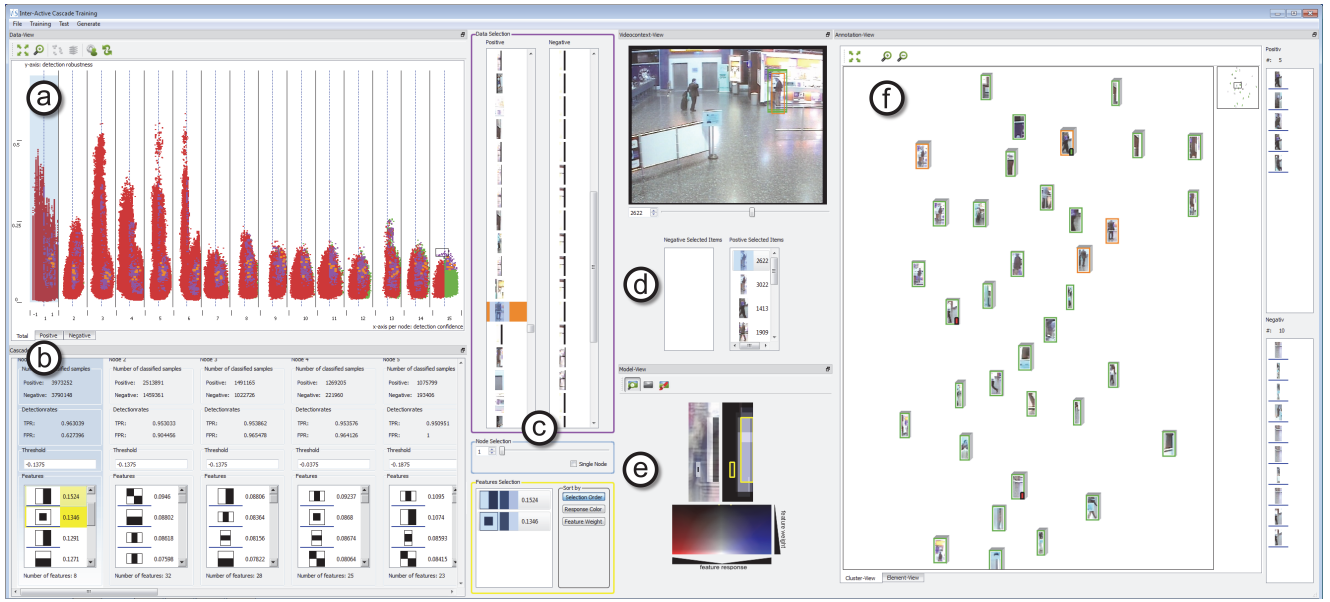 Inter-Active Cascade Training
File Training Test Generate
Data-View
y-axis: detection robustness
a
0.5
0.25
0
-1 1 -1 1 2 3 4 5 6 7 8 9 10 11 12 13 14 15
x-axis per node: detection confidence
Total Positive Negative
b
Node 2 Node 3 Node 4 Node 5
Number of classified samples
Positive: 3973252
Negative: 3790148
Detectionrates
TPR: 0.963039
FPR: 0.627396
Threshold
-0.1375
Features
0.1524
0.1346
0.1291
0.1271
Number of features: 8
Number of classified samples
Positive: 2513891
Negative: 1459361
Detectionrates
TPR: 0.953033
FPR: 0.904456
Threshold
-0.1375
Features
0.0946
0.08802
0.08618
0.07598
Number of features: 32
Number of classified samples
Positive: 1491165
Negative: 1022726
Detectionrates
TPR: 0.953862
FPR: 0.965478
Threshold
-0.1375
Features
0.08806
0.08364
0.08156
0.07822
Number of features: 28
Number of classified samples
Positive: 1269205
Negative: 221960
Detectionrates
TPR: 0.953576
FPR: 0.964126
Threshold
-0.0375
Features
0.09237
0.0868
0.08674
0.08064
Number of features: 25
Number of classified samples
Positive: 1075799
Negative: 193406
Detectionrates
TPR: 0.950951
FPR: 1
Threshold
-0.1875
Features
0.1095
0.1074
0.08593
0.08415
Number of features: 23
Data Selection
Positive Negative
c
Node Selection
1
Single Node
Features Selection
0.1524
0.1346
Sort by
Selection Order
Response Color
Feature Weight
Videocontext-View
2622
d
Negative Selected Items Positive Selected Items
2622
3022
1413
1909
Model-View
e
feature weight
feature response
Annotation-View
f
Cluster-View Element-View
Positiv
#: 5
Negativ
#: 10